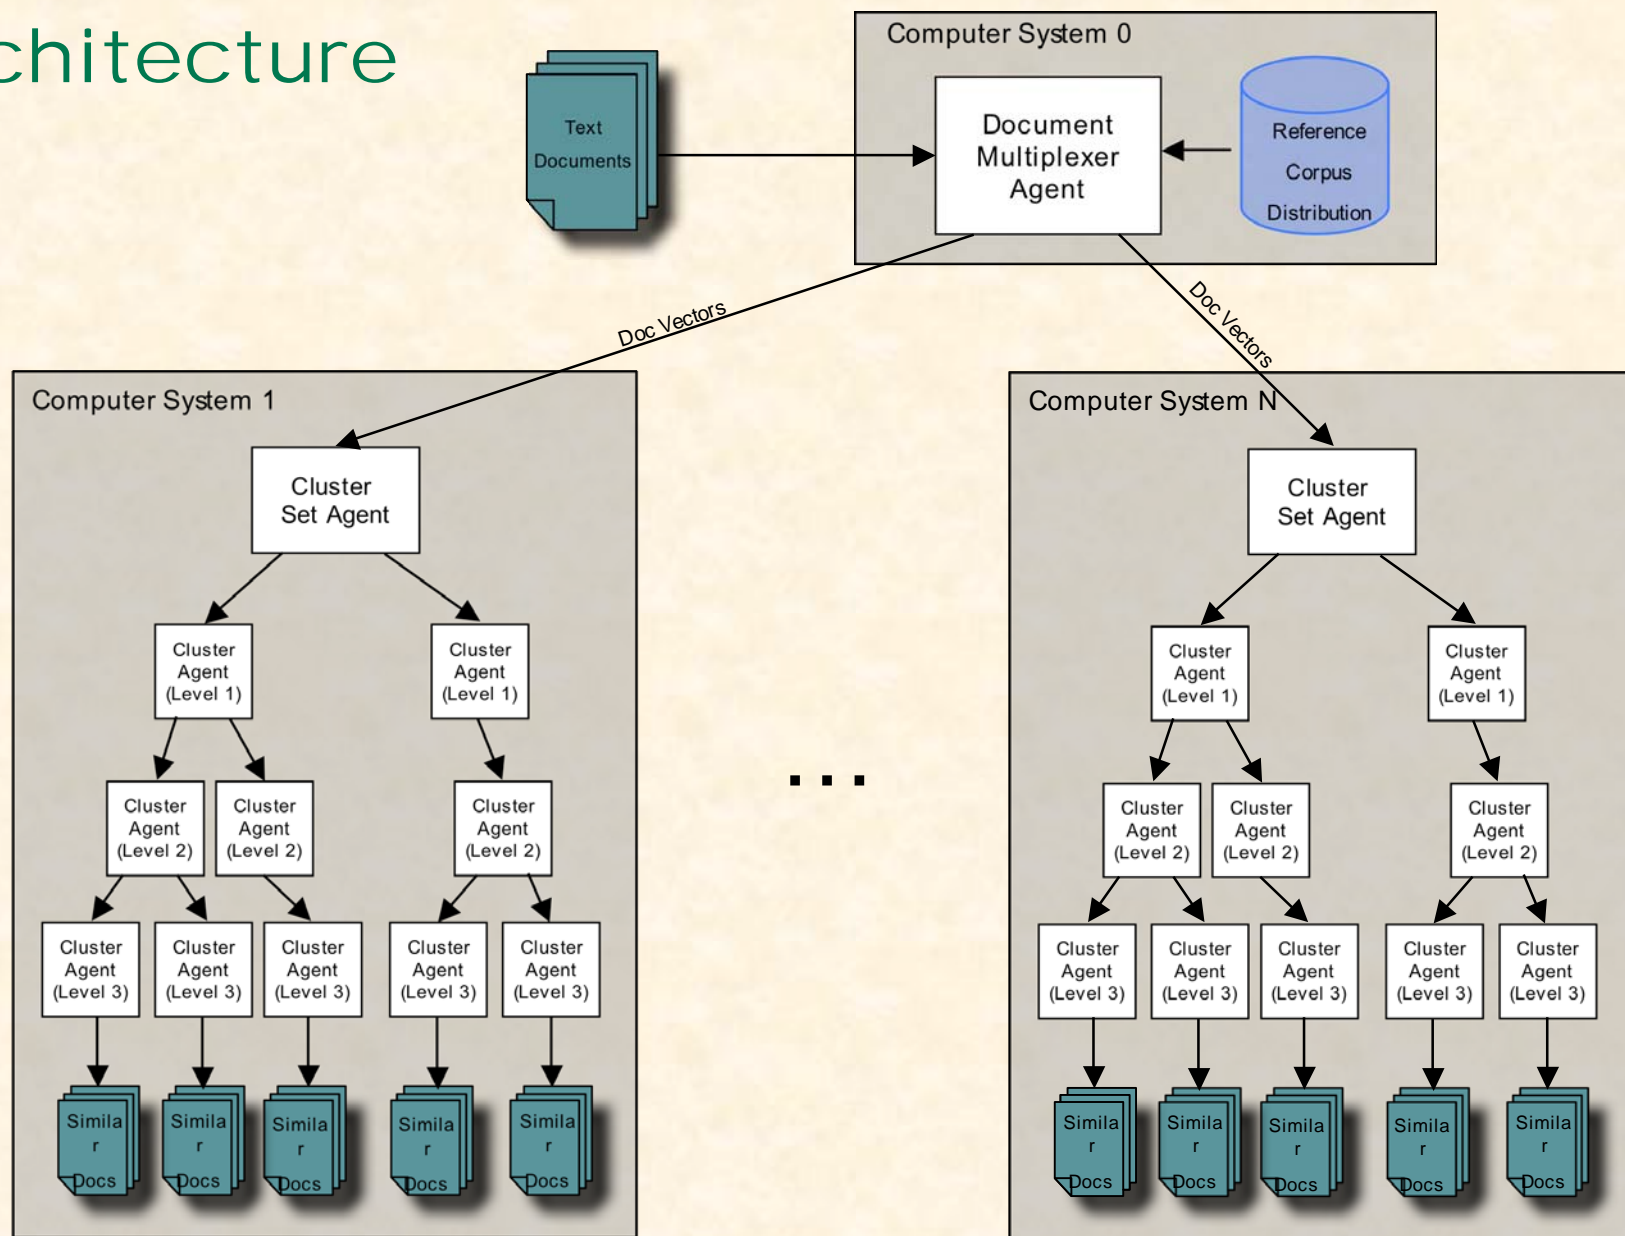 chitecture
Computer System 0
Text
Documents
Document
Multiplexer
Agent
Reference
Corpus
Distribution
Doc Vectors
Doc Vectors
Computer System 1
Cluster
Set Agent
Cluster
Agent
(Level 1)
Cluster
Agent
(Level 1)
Cluster
Agent
(Level 2)
Cluster
Agent
(Level 2)
Cluster
Agent
(Level 2)
Cluster
Agent
(Level 3)
Cluster
Agent
(Level 3)
Cluster
Agent
(Level 3)
Cluster
Agent
(Level 3)
Cluster
Agent
(Level 3)
Simila
r
Docs
Simila
r
Docs
Simila
r
Docs
Simila
r
Docs
Simila
r
Docs
...
Computer System N
Cluster
Set Agent
Cluster
Agent
(Level 1)
Cluster
Agent
(Level 1)
Cluster
Agent
(Level 2)
Cluster
Agent
(Level 2)
Cluster
Agent
(Level 2)
Cluster
Agent
(Level 3)
Cluster
Agent
(Level 3)
Cluster
Agent
(Level 3)
Cluster
Agent
(Level 3)
Cluster
Agent
(Level 3)
Simila
r
Docs
Simila
r
Docs
Simila
r
Docs
Simila
r
Docs
Simila
r
Docs